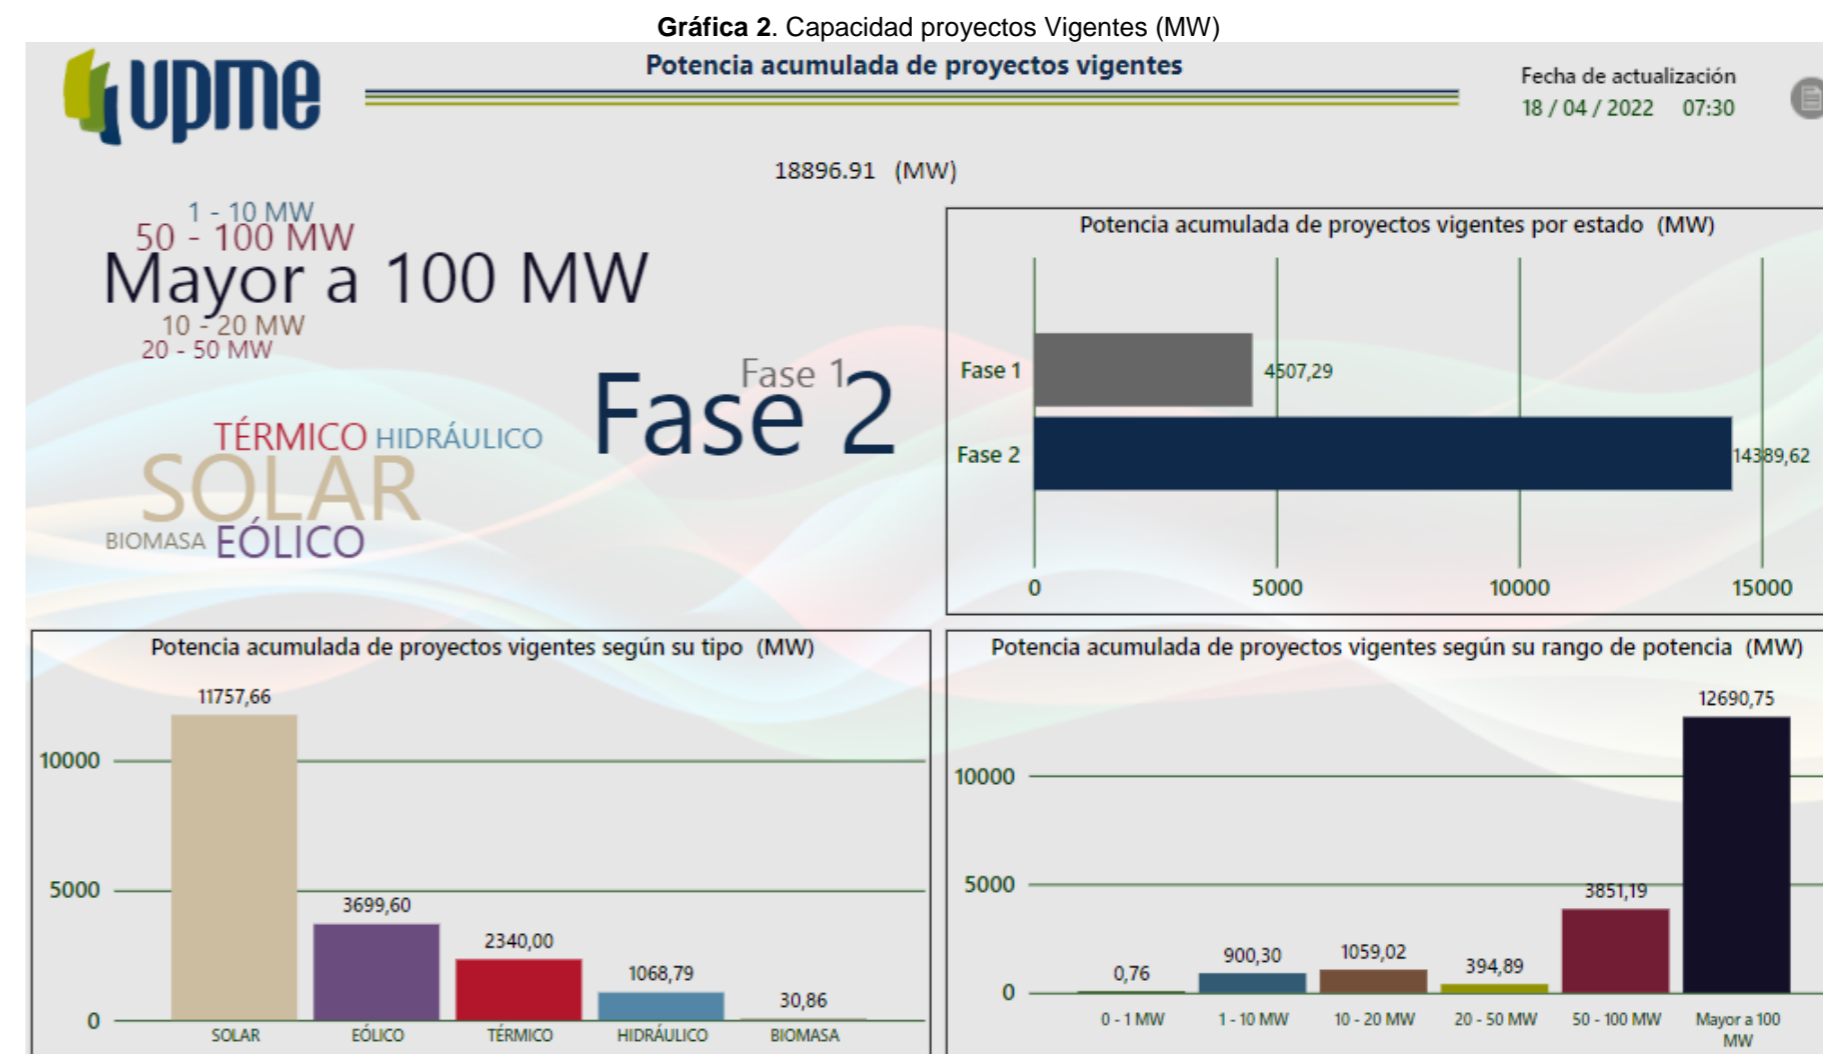 Gráfica 2. Capacidad proyectos Vigentes (MW)
upme
Potencia acumulada de proyectos vigentes
Fecha de actualización
18 / 04 / 2022 07:30
18896.91 (MW)
1 - 10 MW
50 - 100 MW
Mayor a 100 MW
10 - 20 MW
20 - 50 MW
Fase 1
Fase 2
TÉRMICO HIDRÁULICO
SOLAR
BIOMASA EÓLICO
Potencia acumulada de proyectos vigentes por estado (MW)
Fase 1 4507,29
Fase 2 14389,62
0 5000 10000 15000
Potencia acumulada de proyectos vigentes según su tipo (MW)
11757,66
10000
5000
3699,60
2340,00
1068,79
30,86
0
SOLAR EÓLICO TÉRMICO HIDRÁULICO BIOMASA
Potencia acumulada de proyectos vigentes según su rango de potencia (MW)
12690,75
10000
5000
3851,19
0,76
900,30
1059,02
394,89
0
0 - 1 MW 1 - 10 MW 10 - 20 MW 20 - 50 MW 50 - 100 MW Mayor a 100
MW